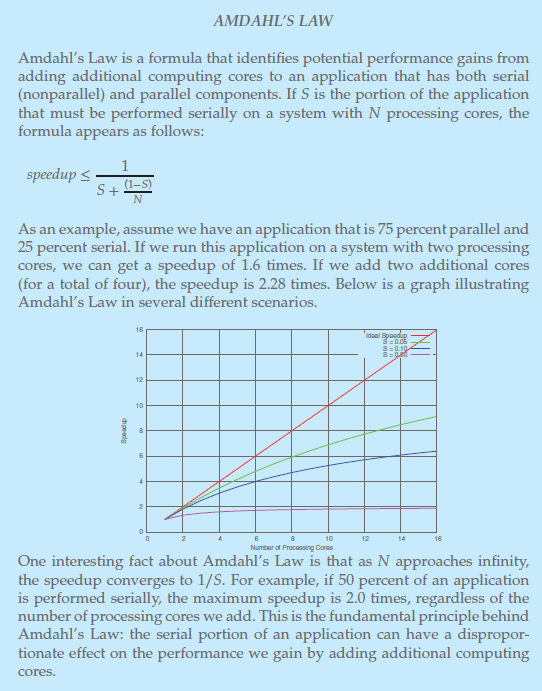 AMDAHL'S LAW
Amdahl's Law is a formula that identifies potential performance gains from
adding additional computing cores to an application that has both serial
(nonparallel) and parallel components. If S is the portion of the application
that must be performed serially on a system with N processing cores, the
formula appears as follows:
speedup ≤ 1 / (S + (1−S)/N)
As an example, assume we have an application that is 75 percent parallel and
25 percent serial. If we run this application on a system with two processing
cores, we can get a speedup of 1.6 times. If we add two additional cores
(for a total of four), the speedup is 2.28 times. Below is a graph illustrating
Amdahl's Law in several different scenarios.
16
14
12
10
8
6
4
2
0
Speedup
Ideal Speedup
S = 0.05
S = 0.10
S = 0.50
0 2 4 6 8 10 12 14 16
Number of Processing Cores
One interesting fact about Amdahl's Law is that as N approaches infinity,
the speedup converges to 1/S. For example, if 50 percent of an application
is performed serially, the maximum speedup is 2.0 times, regardless of the
number of processing cores we add. This is the fundamental principle behind
Amdahl's Law: the serial portion of an application can have a dispropor-
tionate effect on the performance we gain by adding additional computing
cores.